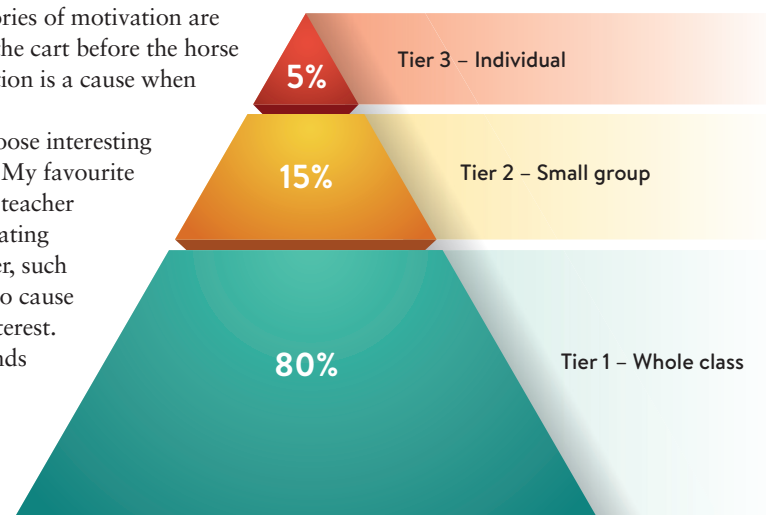 ories of motivation are
the cart before the horse
tion is a cause when
oose interesting
My favourite
teacher
ating
er, such
o cause
terest.
nds
5%
Tier 3 – Individual
15%
Tier 2 – Small group
80%
Tier 1 – Whole class